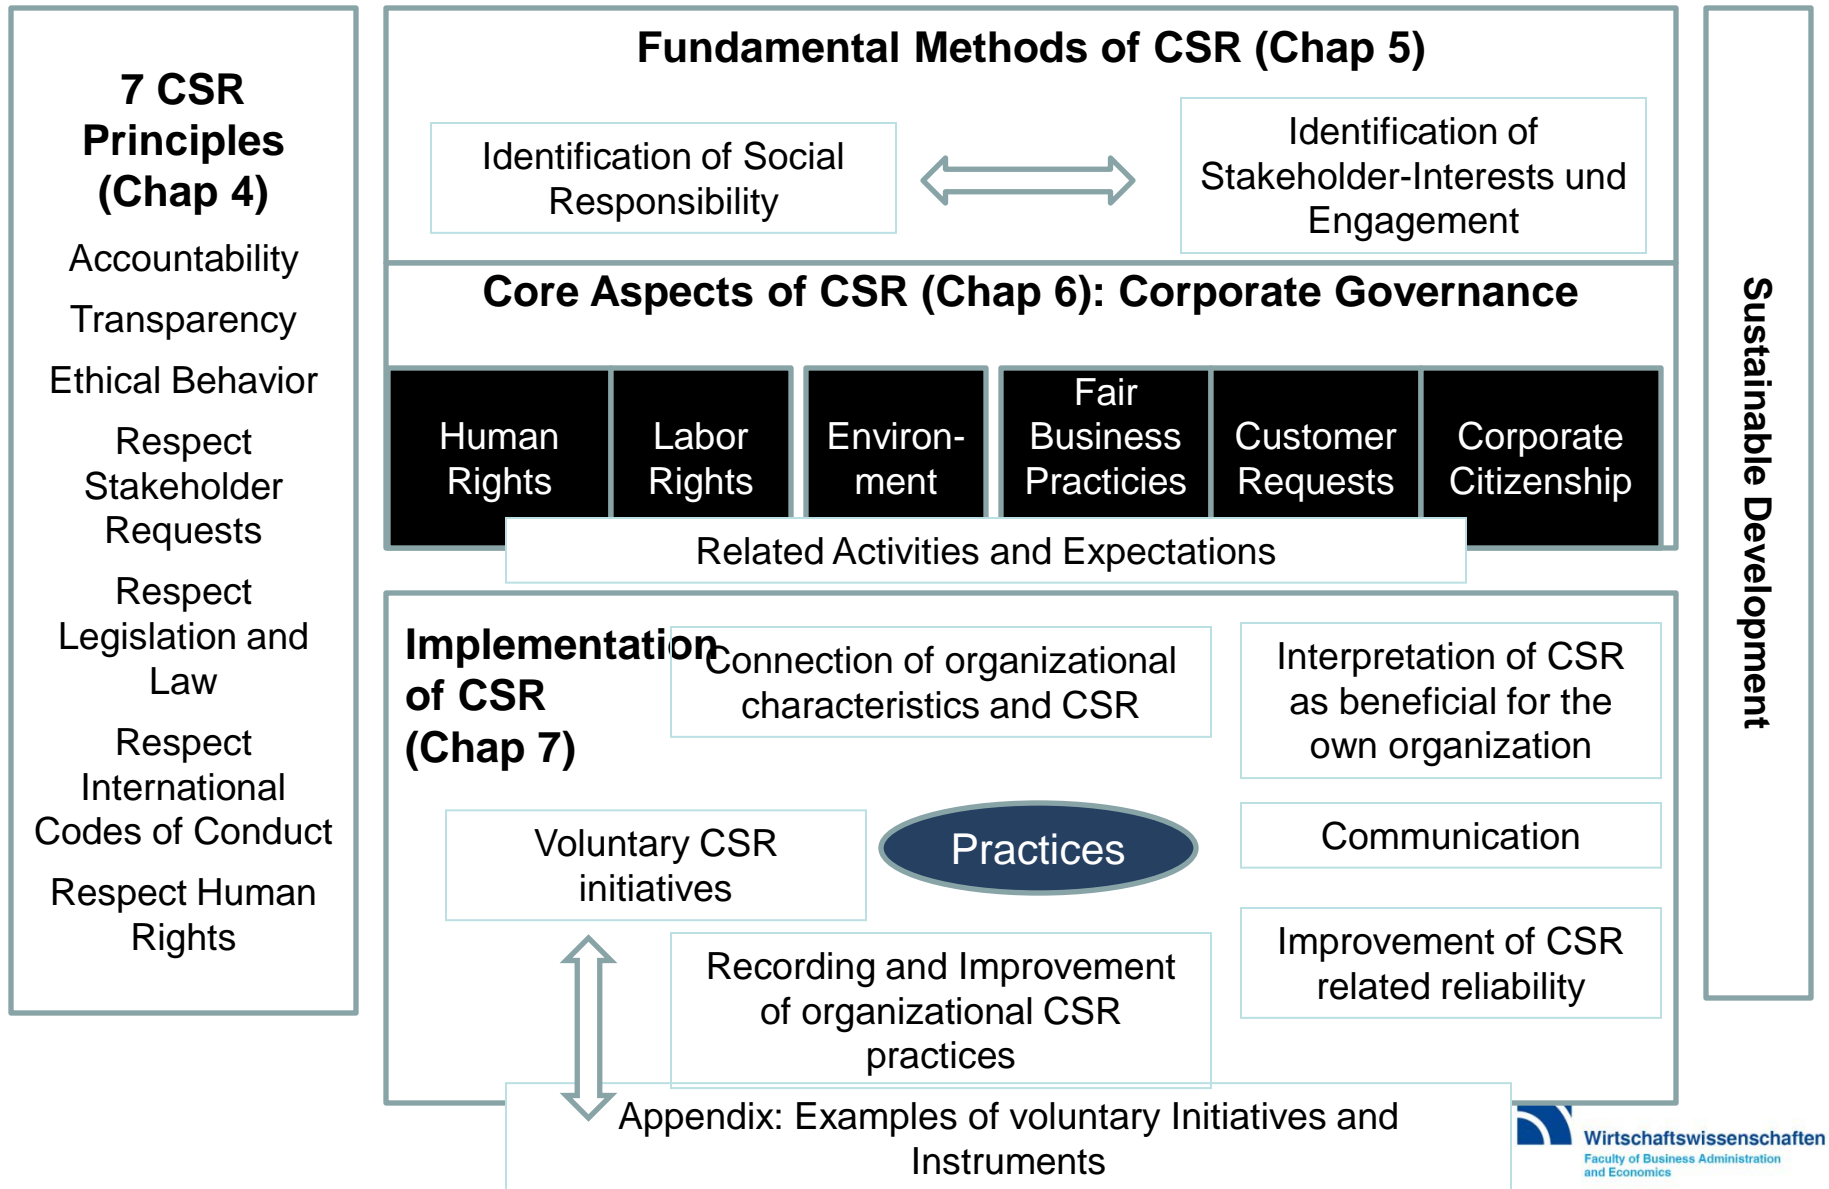 7 CSR
Principles
(Chap 4)
Accountability
Transparency
Ethical Behavior
Respect
Stakeholder
Requests
Respect
Legislation and
Law
Respect
International
Codes of Conduct
Respect Human
Rights
Fundamental Methods of CSR (Chap 5)
Identification of Social
Responsibility
Identification of
Stakeholder-Interests und
Engagement
Core Aspects of CSR (Chap 6): Corporate Governance
Human
Rights
Labor
Rights
Environ-
ment
Fair
Business
Practicies
Customer
Requests
Corporate
Citizenship
Related Activities and Expectations
Implementation
of CSR
(Chap 7)
Connection of organizational
characteristics and CSR
Interpretation of CSR
as beneficial for the
own organization
Voluntary CSR
initiatives
Practices
Communication
Recording and Improvement
of organizational CSR
practices
Improvement of CSR
related reliability
Appendix: Examples of voluntary Initiatives and
Instruments
Sustainable Development
Wirtschaftswissenschaften
Faculty of Business Administration
and Economics